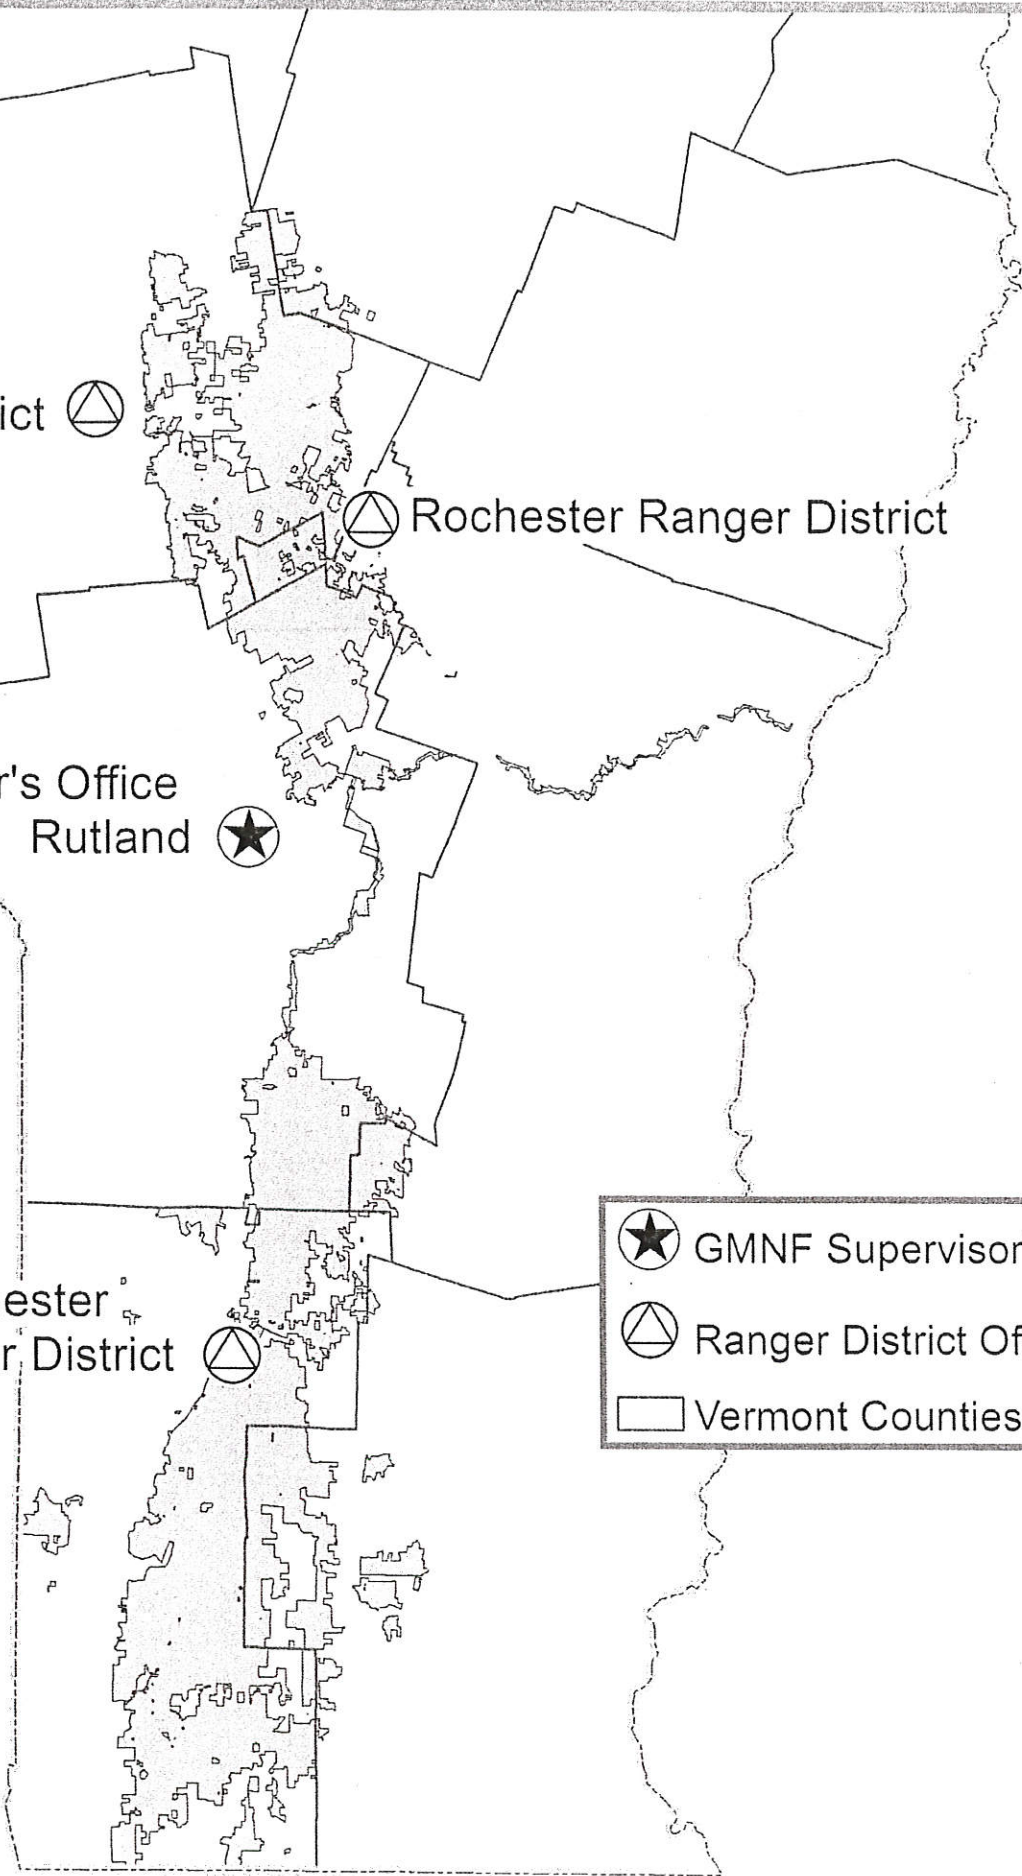 ict
Rochester Ranger District
r's Office
Rutland
ester
r District
GMNF Supervisor
Ranger District Of
Vermont Counties